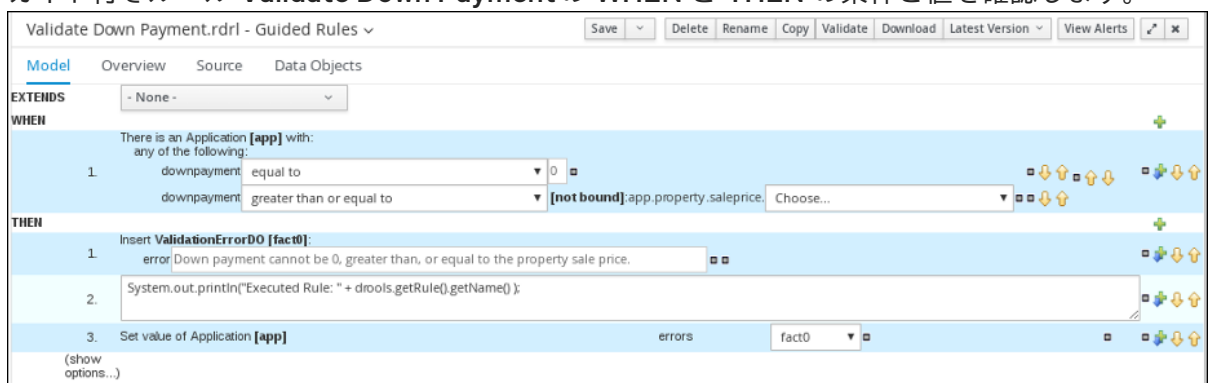 Validate Down Payment.rdrl - Guided Rules
Save Delete Rename Copy Validate Download Latest Version View Alerts
Model Overview Source Data Objects
EXTENDS - None -
WHEN
There is an Application [app] with:
any of the following:
1. downpayment equal to 0
downpayment greater than or equal to [not bound]:app.property.saleprice. Choose...
THEN
Insert ValidationErrorDO [fact0]:
1. error Down payment cannot be 0, greater than, or equal to the property sale price.
2. System.out.println("Executed Rule: " + drools.getRule().getName() );
3. Set value of Application [app] errors fact0
(show
options...)